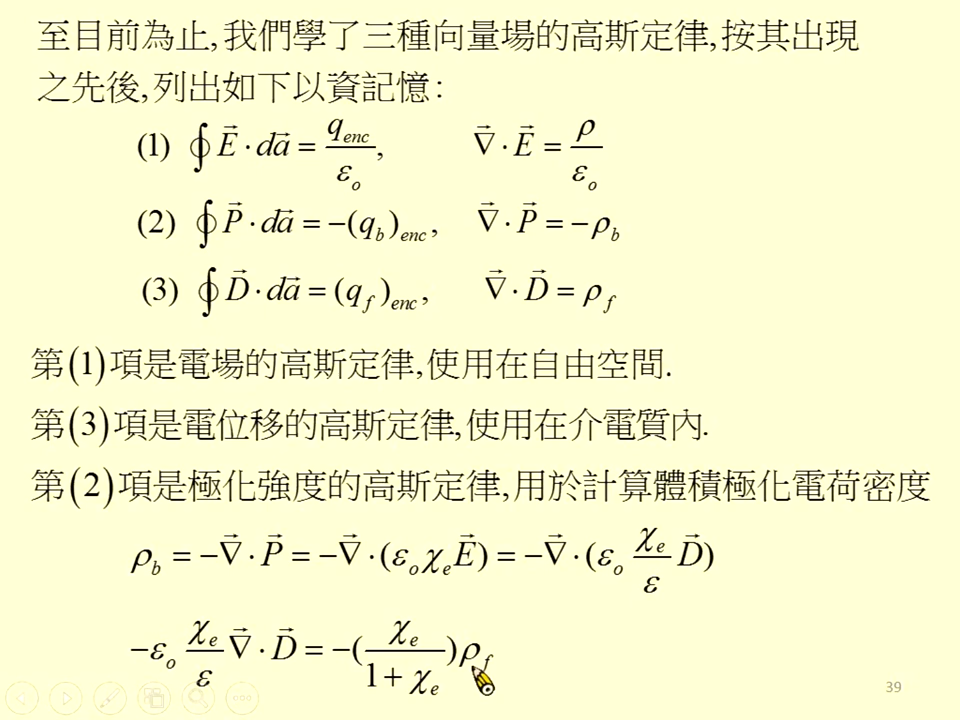 至目前為止,我們學了三種向量場的高斯定律,按其出現
之先後,列出如下以資記憶:
(1) ∮ E⃗ · da⃗ = q_enc / ε_o ,  ∇⃗ · E⃗ = ρ / ε_o
(2) ∮ P⃗ · da⃗ = −(q_b)_enc ,  ∇⃗ · P⃗ = −ρ_b
(3) ∮ D⃗ · da⃗ = (q_f)_enc ,  ∇⃗ · D⃗ = ρ_f
第(1)項是電場的高斯定律,使用在自由空間.
第(3)項是電位移的高斯定律,使用在介電質內.
第(2)項是極化強度的高斯定律,用於計算體積極化電荷密度
ρ_b = −∇⃗ · P⃗ = −∇⃗ · (ε_o χ_e E⃗) = −∇⃗ · (ε_o χ_e / ε D⃗)
−ε_o χ_e / ε ∇⃗ · D⃗ = −(χ_e / 1 + χ_e) ρ_f
39